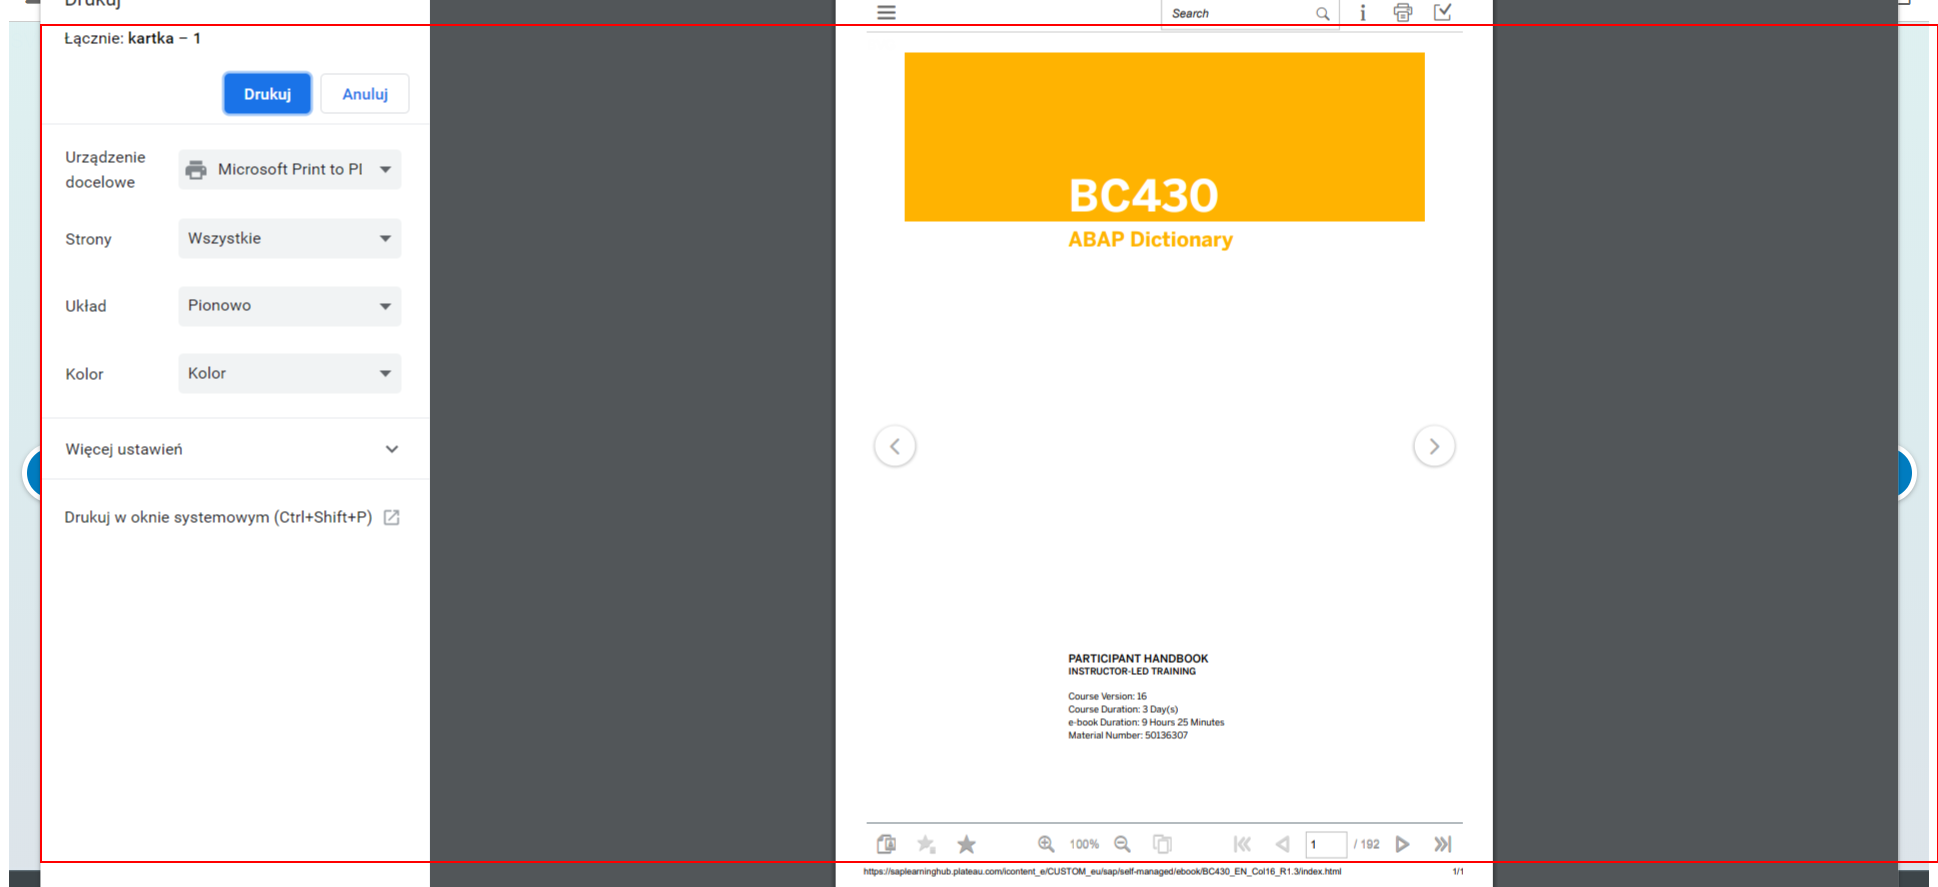 Drukuj
Łącznie: kartka – 1
Drukuj
Anuluj
Urządzenie
docelowe
Microsoft Print to
Strony
Wszystkie
Układ
Pionowo
Kolor
Kolor
Więcej ustawień
Drukuj w oknie systemowym (Ctrl+Shift+P)
Search
BC430
ABAP Dictionary
PARTICIPANT HANDBOOK
INSTRUCTOR-LED TRAINING
Course Version: 16
Course Duration: 3 Day(s)
e-book Duration: 9 Hours 25 Minutes
Material Number: 50136307
100%
1
/ 192
https://saplearninghub.plateau.com/icontent_e/CUSTOM_eu/sap/self-managed/ebook/BC430_EN_Col16_R1.3/index.html
1/1